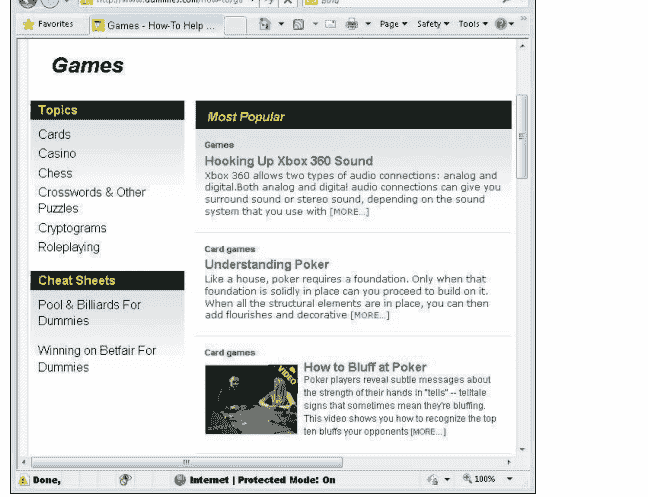 Favorites
Games - How-To Help ...
Page
Safety
Tools
Games
Topics
Cards
Casino
Chess
Crosswords & Other
Puzzles
Cryptograms
Roleplaying
Cheat Sheets
Pool & Billiards For
Dummies
Winning on Betfair For
Dummies
Most Popular
Games
Hooking Up Xbox 360 Sound
Xbox 360 allows two types of audio connections: analog and
digital.Both analog and digital audio connections can give you
surround sound or stereo sound, depending on the sound
system that you use with [MORE...]
Card games
Understanding Poker
Like a house, poker requires a foundation. Only when that
foundation is solidly in place can you proceed to build on it.
When all the structural elements are in place, you can then
add flourishes and decorative [MORE...]
Card games
VIDEO
How to Bluff at Poker
Poker players reveal subtle messages about
the strength of their hands in "tells" -- telltale
signs that sometimes mean they're bluffing.
This video shows you how to recognize the top
ten bluffs your opponents [MORE...]
Done,
Internet | Protected Mode: On
100%